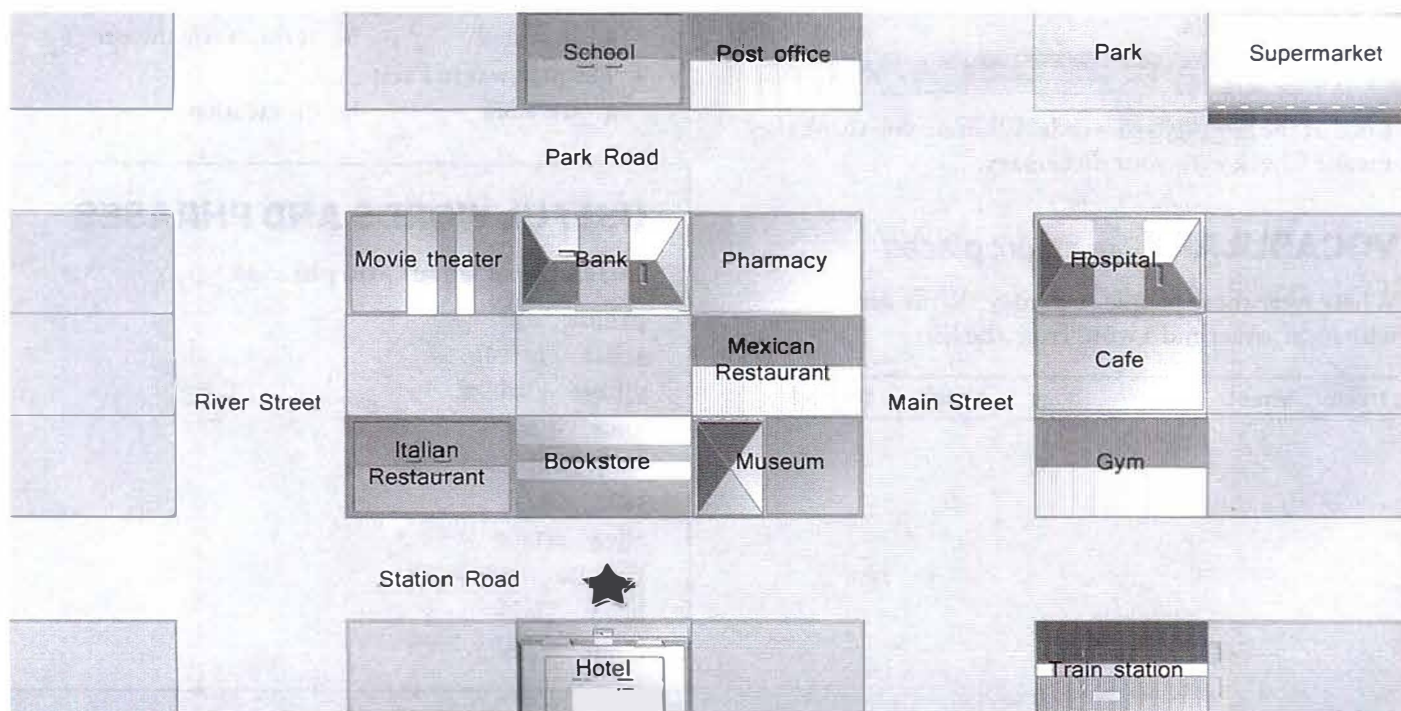 School
Post office
Park
Supermarket
Park Road
Movie theater
Bank
Pharmacy
Hospital
Mexican
Restaurant
Cafe
River Street
Main Street
Italian
Restaurant
Bookstore
Museum
Gym
Station Road
Hotel
Train station